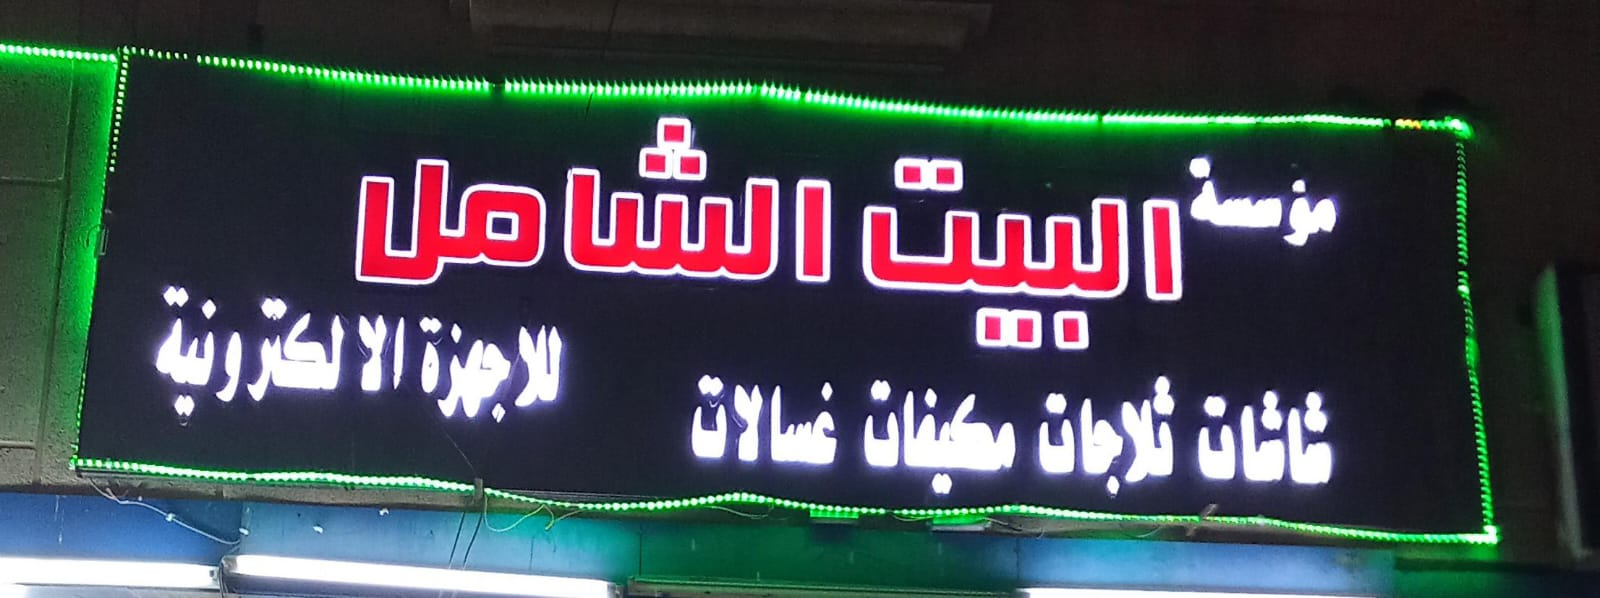 مؤسسة البيت الشامل
للاجهزة الالكترونية
شاشات ثلاجات مكيفات غسالات